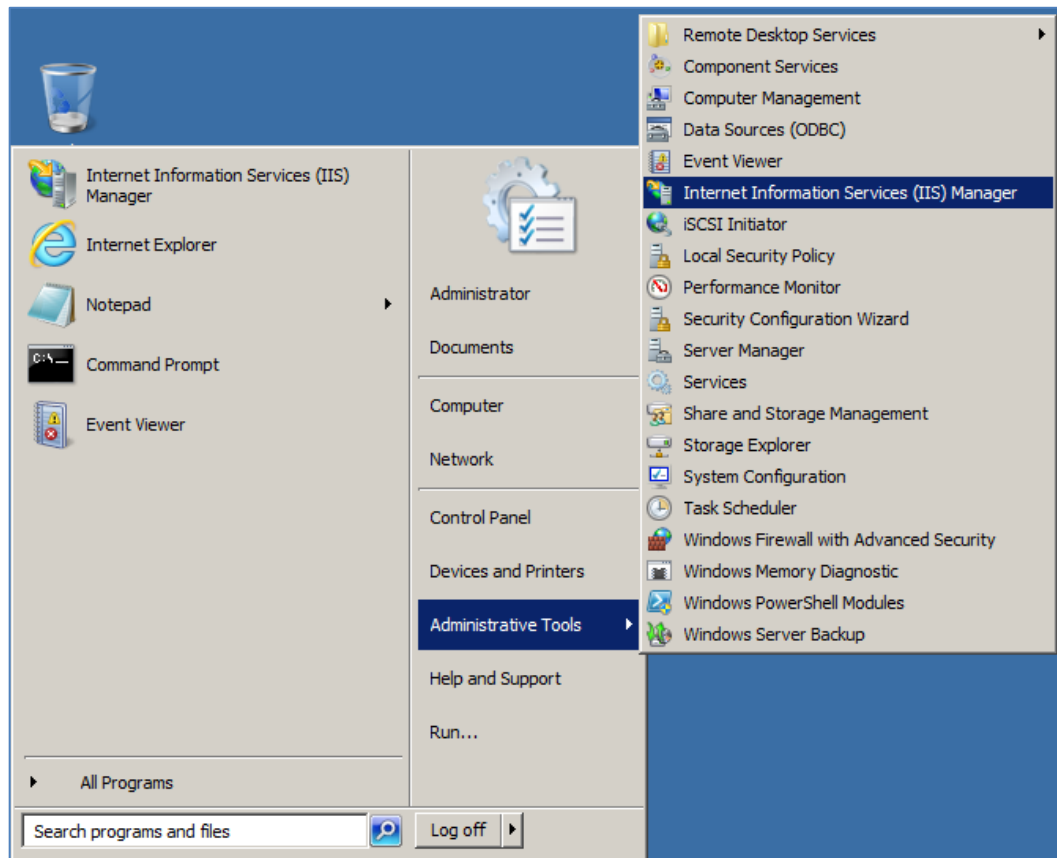 Internet Information Services (IIS)
Manager
Internet Explorer
Notepad
C:\
Command Prompt
Event Viewer
All Programs
Search programs and files
Administrator
Documents
Computer
Network
Control Panel
Devices and Printers
Administrative Tools
Help and Support
Run...
Log off
Remote Desktop Services
Component Services
Computer Management
Data Sources (ODBC)
Event Viewer
Internet Information Services (IIS) Manager
iSCSI Initiator
Local Security Policy
Performance Monitor
Security Configuration Wizard
Server Manager
Services
Share and Storage Management
Storage Explorer
System Configuration
Task Scheduler
Windows Firewall with Advanced Security
Windows Memory Diagnostic
Windows PowerShell Modules
Windows Server Backup